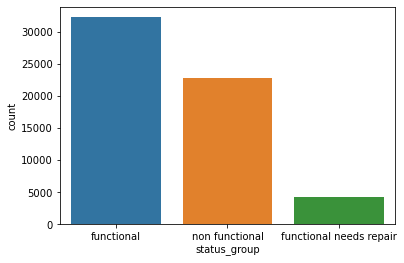 30000
25000
20000
15000
10000
5000
0
count
functional
non functional
functional needs repair
status_group